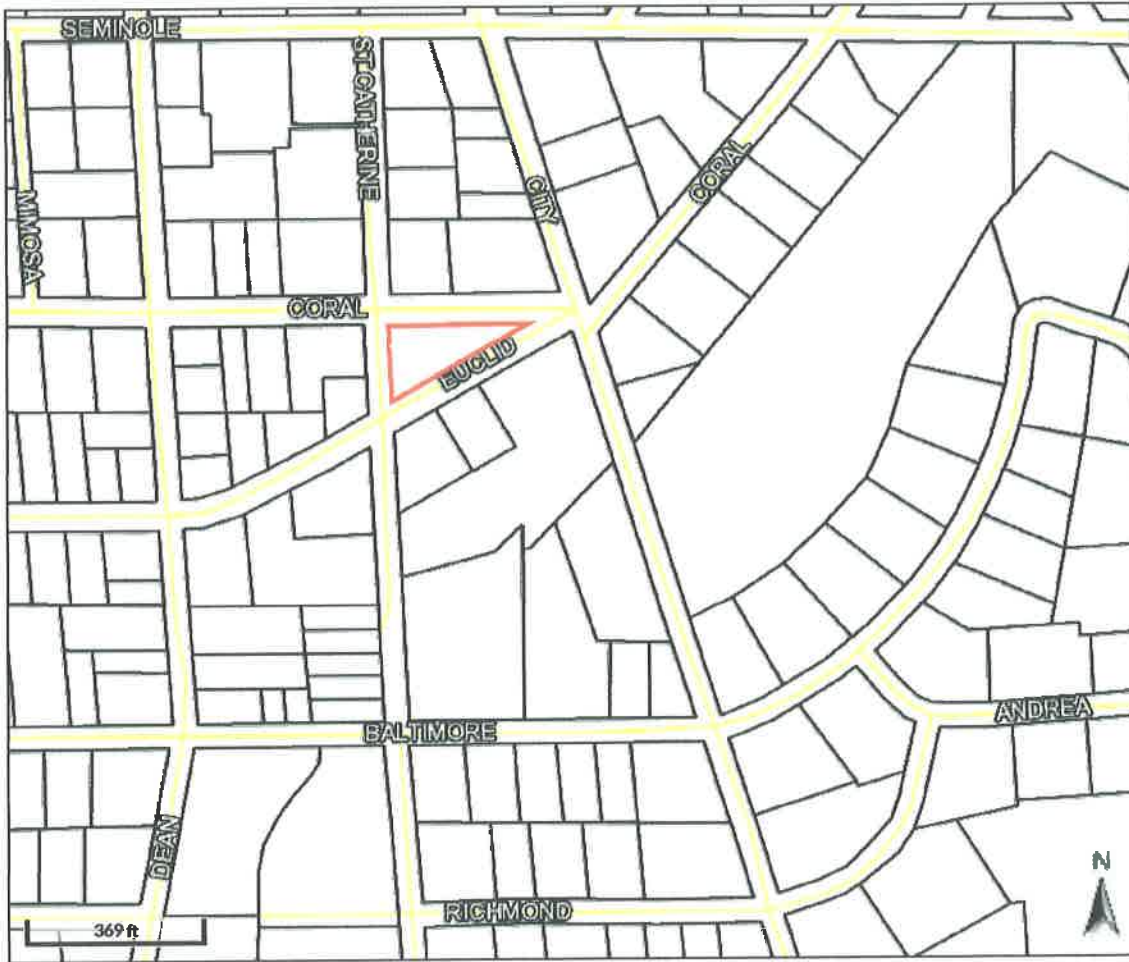 SEMINOLE
ST.CATHERINE
CITY
CORAL
MIMOSA
CORAL
EUCLID
BALTIMORE
ANDREA
DEAN
RICHMOND
369 ft
N